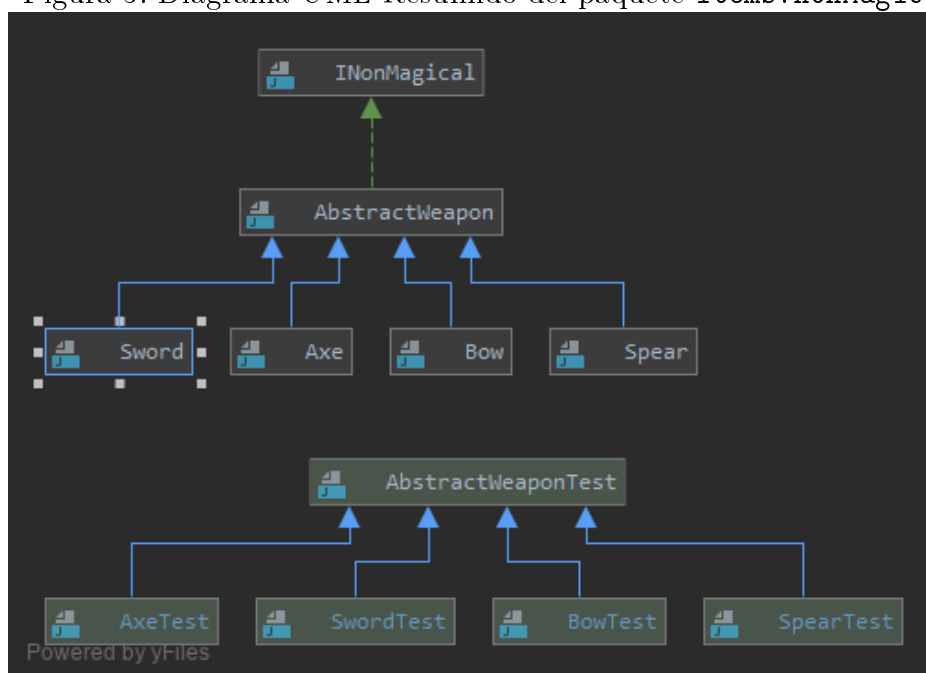 Figura 3: Diagrama UML Resumido del paquete
INonMagical
AbstractWeapon
Sword
Axe
Bow
Spear
AbstractWeaponTest
AxeTest
SwordTest
BowTest
SpearTest
Powered by yFiles